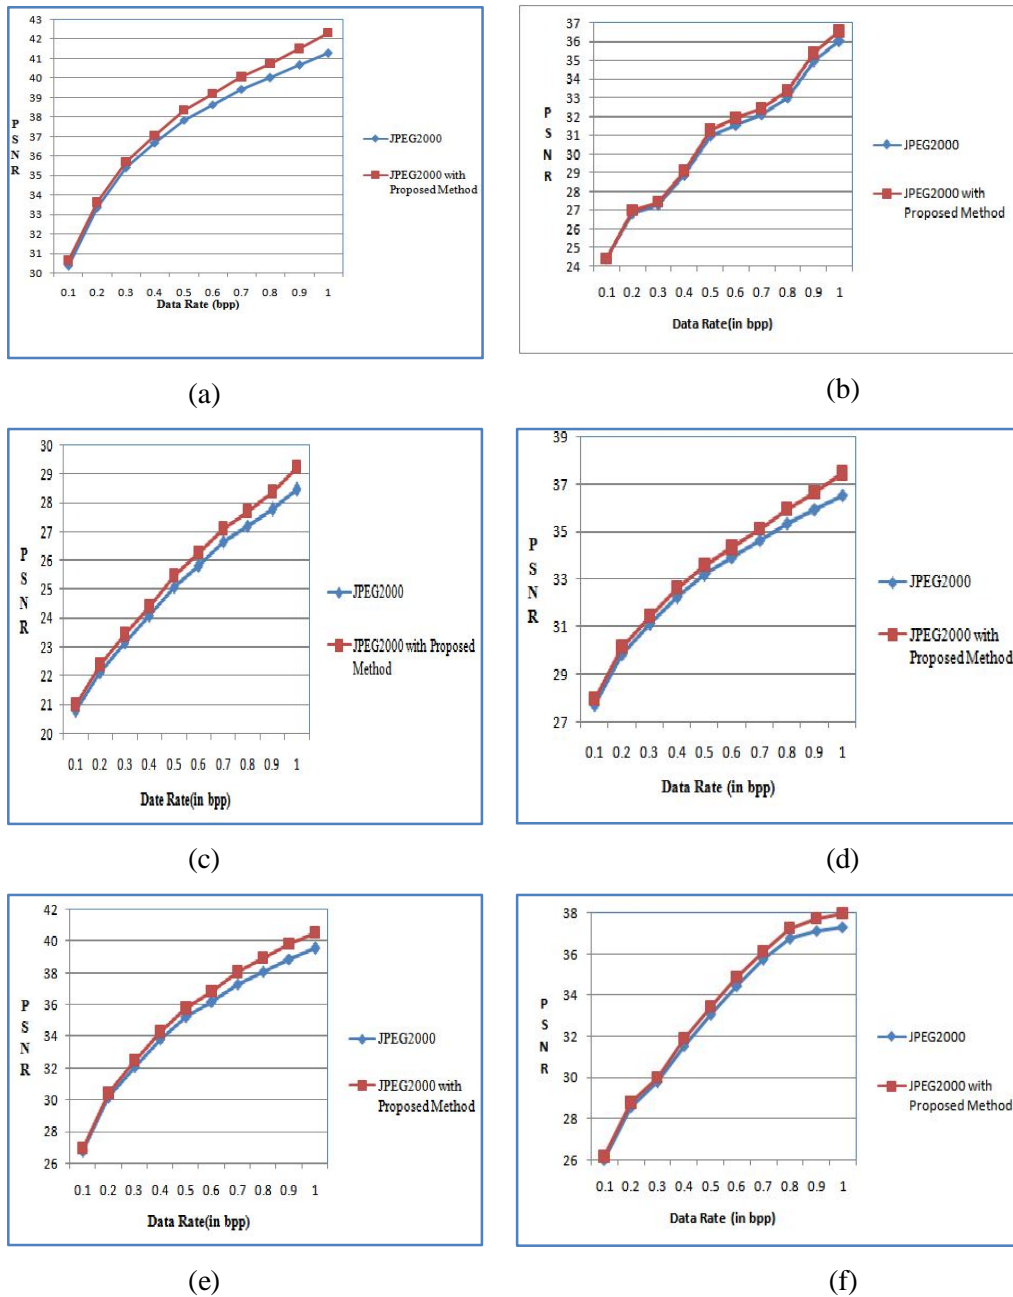 43
42
41
40
39
38
37
36
35
34
33
32
31
30
P
S
N
R
0.1 0.2 0.3 0.4 0.5 0.6 0.7 0.8 0.9 1
Data Rate (bpp)
JPEG2000
JPEG2000 with
Proposed Method
(a)
37
36
35
34
33
32
31
30
29
28
27
26
25
24
P
S
N
R
0.1 0.2 0.3 0.4 0.5 0.6 0.7 0.8 0.9 1
Data Rate(in bpp)
JPEG2000
JPEG2000 with
Proposed Method
(b)
30
29
28
27
26
25
24
23
22
21
20
P
S
N
R
0.1 0.2 0.3 0.4 0.5 0.6 0.7 0.8 0.9 1
Date Rate(in bpp)
JPEG2000
JPEG2000 with Proposed
Method
(c)
39
37
35
33
31
29
27
P
S
N
R
0.1 0.2 0.3 0.4 0.5 0.6 0.7 0.8 0.9 1
Data Rate (in bpp)
JPEG2000
JPEG2000 with
Proposed Method
(d)
42
40
38
36
34
32
30
28
26
P
S
N
R
0.1 0.2 0.3 0.4 0.5 0.6 0.7 0.8 0.9 1
Data Rate(in bpp)
JPEG2000
JPEG2000 with
Proposed Method
(e)
38
36
34
32
30
28
26
P
S
N
R
0.1 0.2 0.3 0.4 0.5 0.6 0.7 0.8 0.9 1
Data Rate (in bpp)
JPEG2000
JPEG2000 with
Proposed Method
(f)